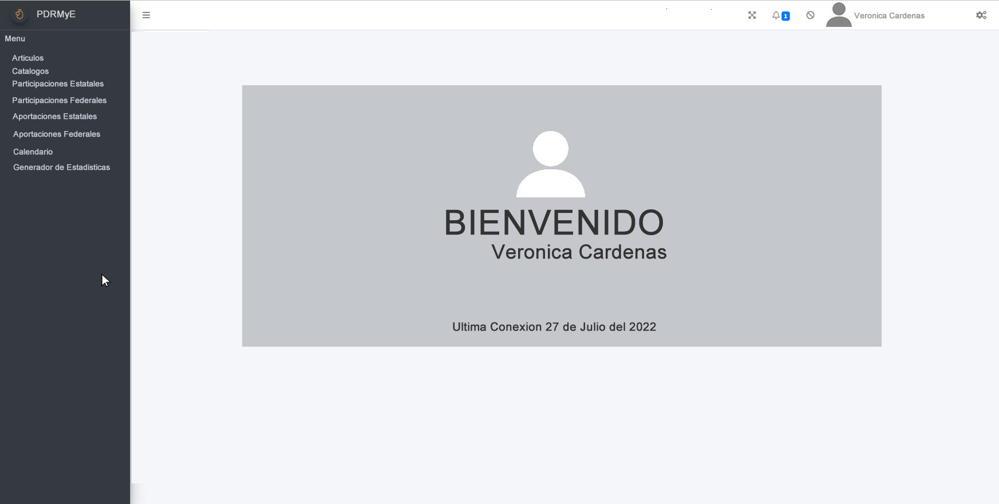 PDRMyE
1
Veronica Cardenas
Menu
Articulos
Catalogos
Participaciones Estatales
Participaciones Federales
Aportaciones Estatales
Aportaciones Federales
Calendario
Generador de Estadisticas
BIENVENIDO
Veronica Cardenas
Ultima Conexion 27 de Julio del 2022